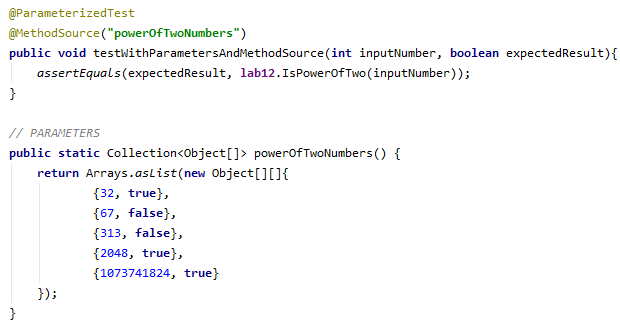 @ParameterizedTest
@MethodSource("powerOfTwoNumbers")
public void testWithParametersAndMethodSource(int inputNumber, boolean expectedResult){
    assertEquals(expectedResult, lab12.IsPowerOfTwo(inputNumber));
}

// PARAMETERS
public static Collection<Object[]> powerOfTwoNumbers() {
    return Arrays.asList(new Object[][]{
            {32, true},
            {67, false},
            {313, false},
            {2048, true},
            {1073741824, true}
    });
}